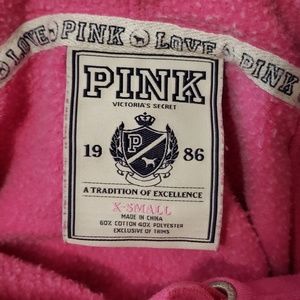 LOVE PINK LOVE PINK
PINK
VICTORIA'S SECRET
P
19 86
A TRADITION OF EXCELLENCE
X-SMALL
MADE IN CHINA
60% COTTON 40% POLYESTER
EXCLUSIVE OF TRIMS